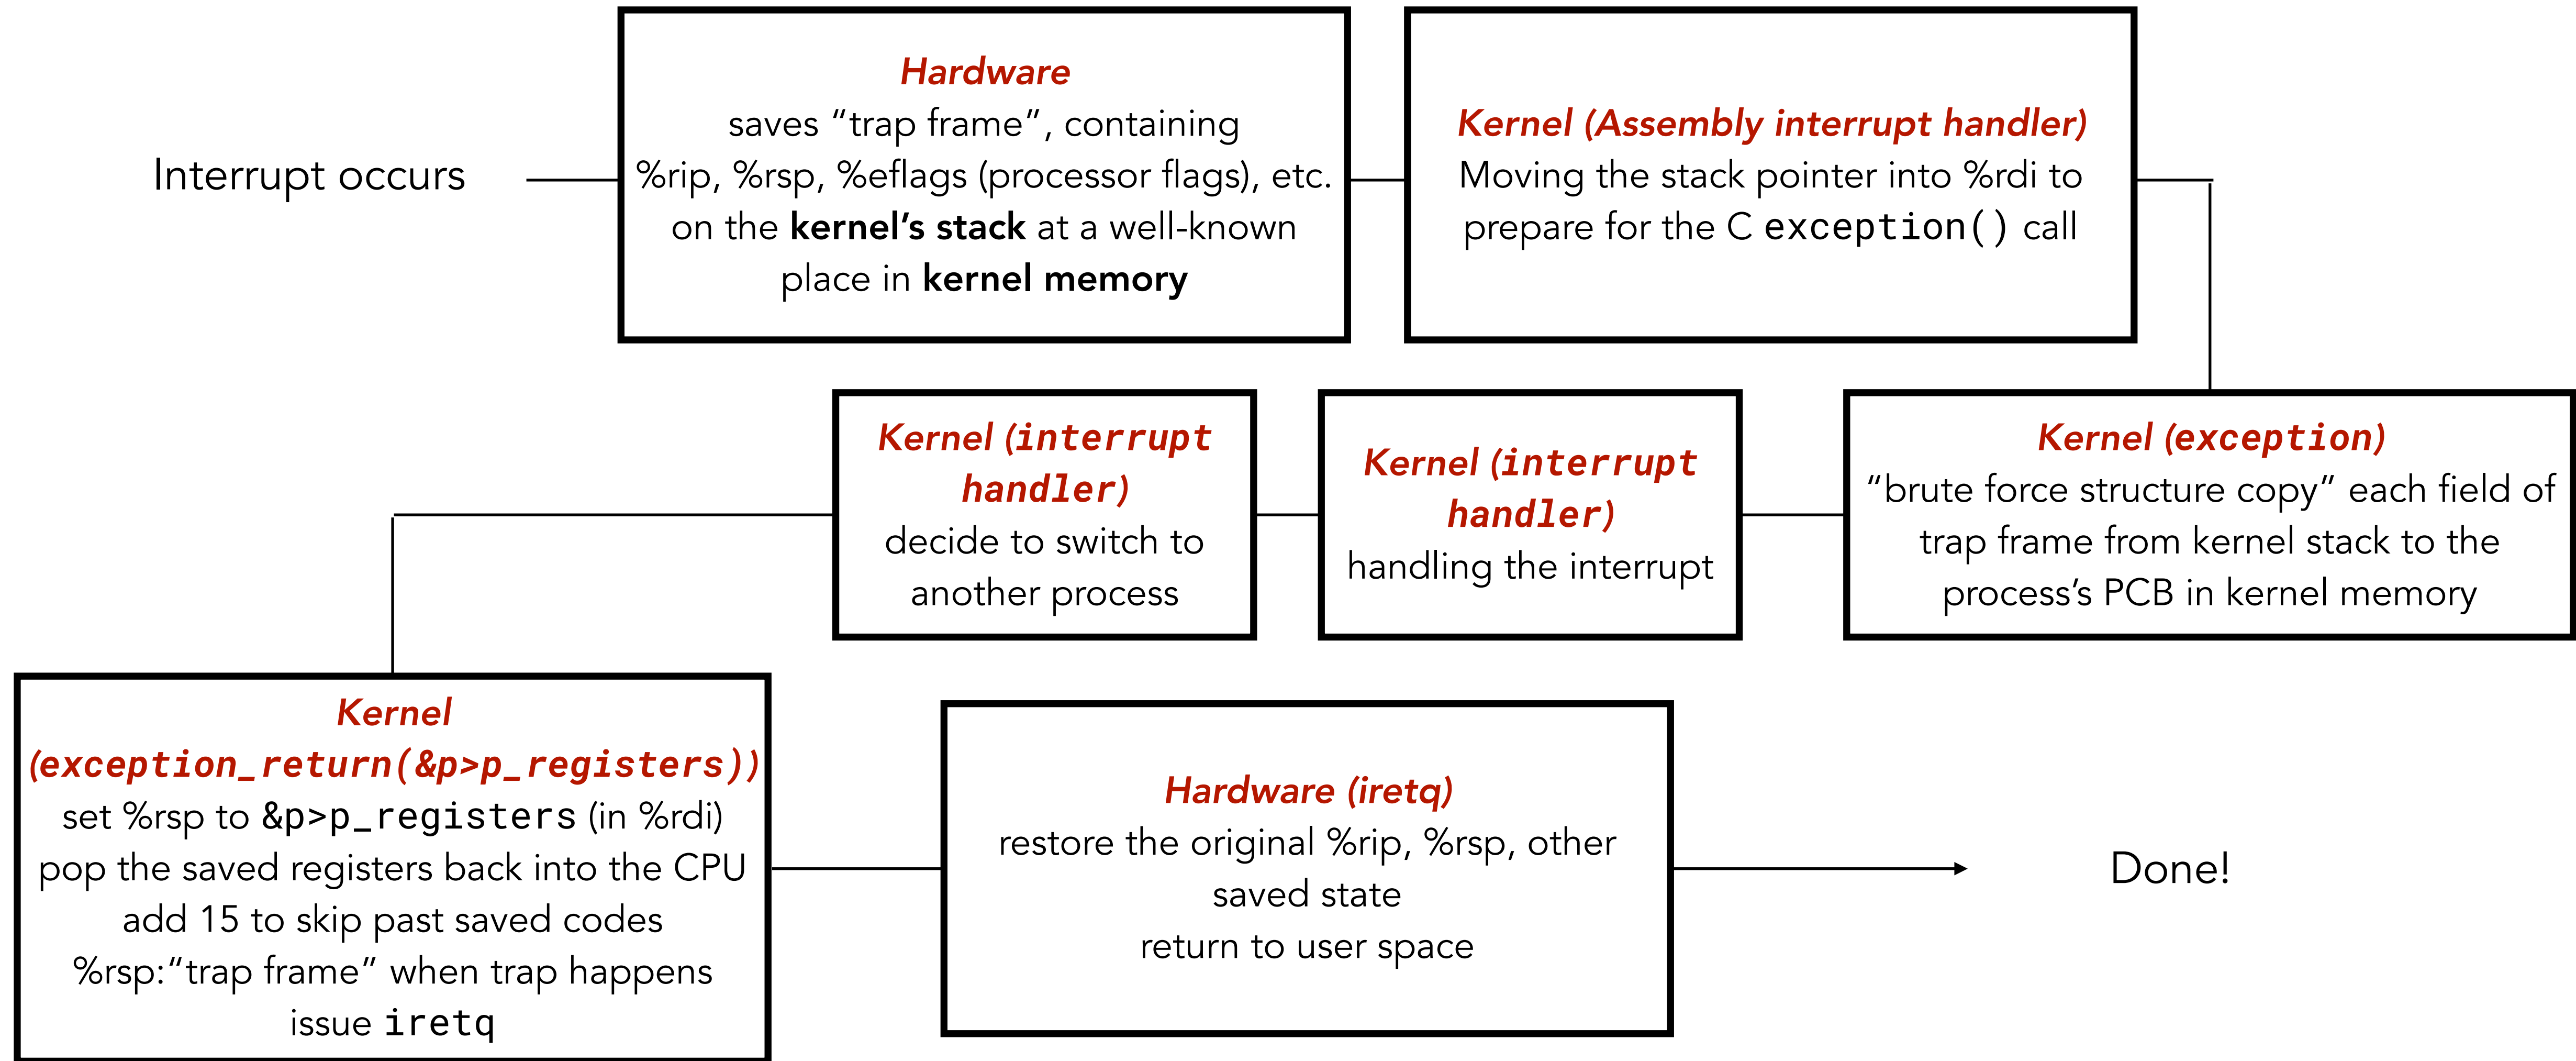 Interrupt occurs
Hardware
saves “trap frame”, containing
%rip, %rsp, %eflags (processor flags), etc.
on the kernel’s stack at a well-known
place in kernel memory
Kernel (Assembly interrupt handler)
Moving the stack pointer into %rdi to
prepare for the C exception() call
Kernel (exception)
“brute force structure copy” each field of
trap frame from kernel stack to the
process’s PCB in kernel memory
Kernel (interrupt
handler)
handling the interrupt
Kernel (interrupt
handler)
decide to switch to
another process
Kernel
(exception_return(&p>p_registers))
set %rsp to &p>p_registers (in %rdi)
pop the saved registers back into the CPU
add 15 to skip past saved codes
%rsp:“trap frame” when trap happens
issue iretq
Hardware (iretq)
restore the original %rip, %rsp, other
saved state
return to user space
Done!